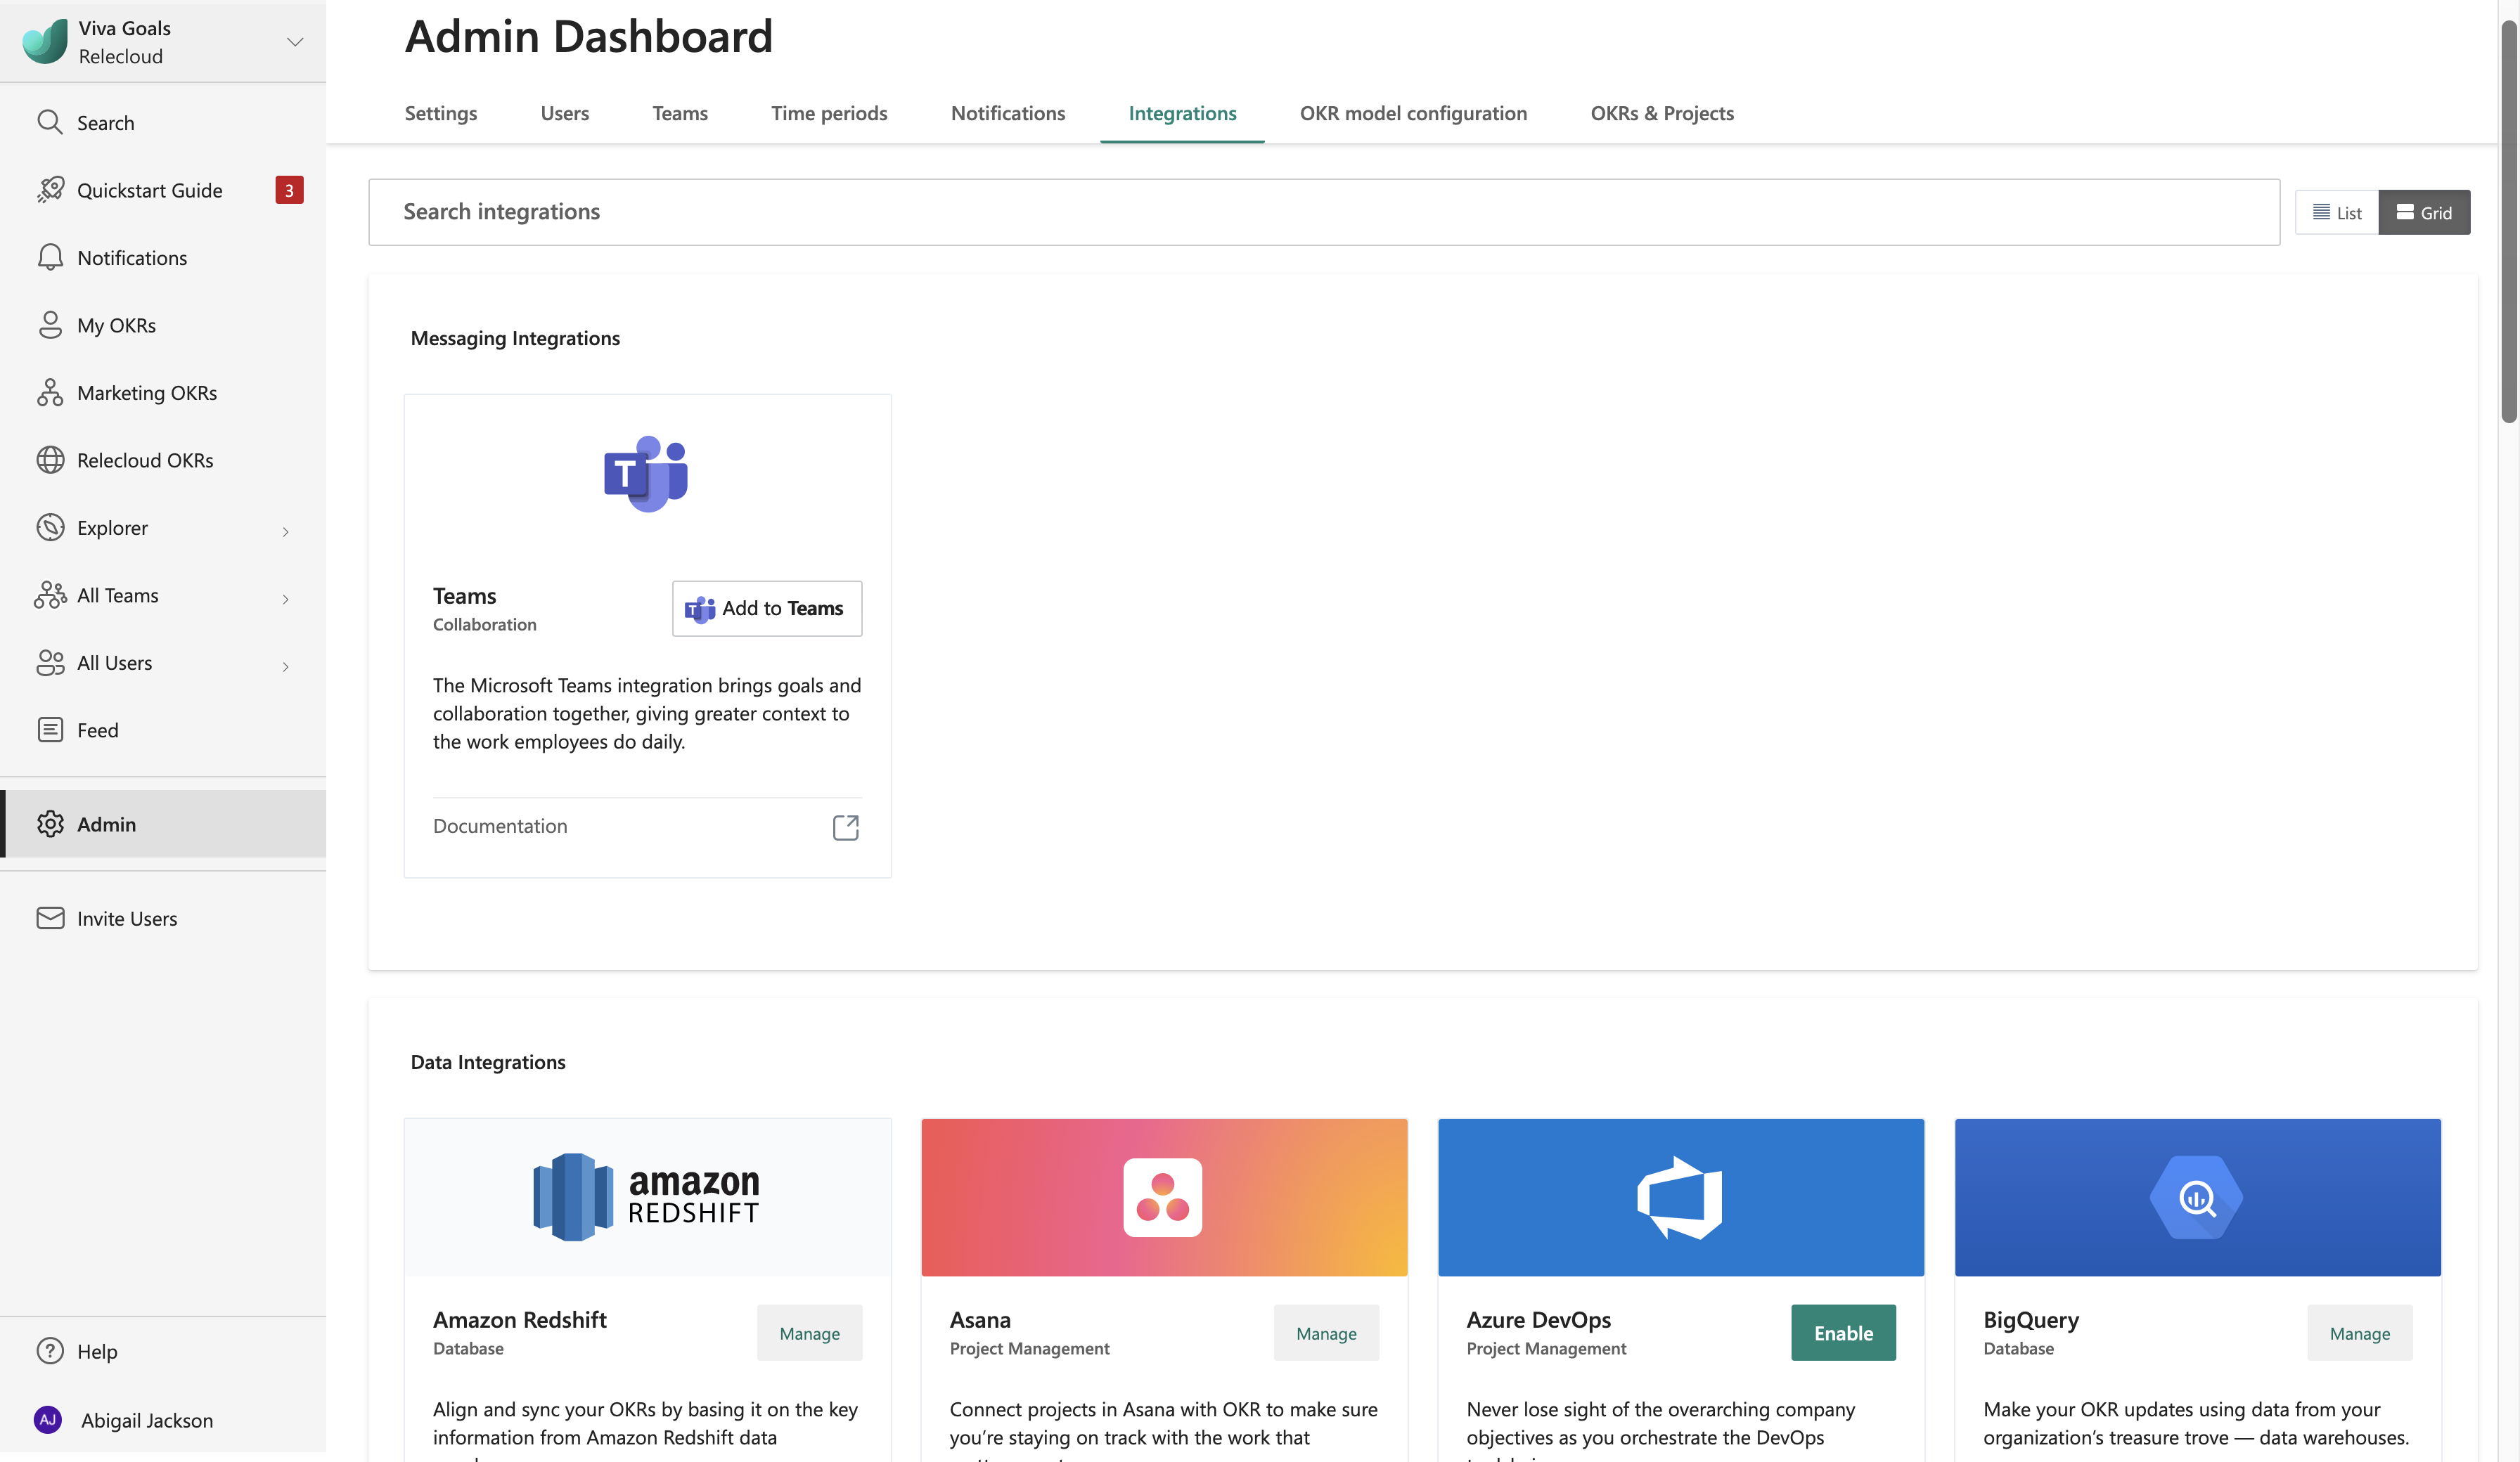 Viva Goals
Relecloud
Search
Quickstart Guide
3
Notifications
My OKRs
Marketing OKRs
Relecloud OKRs
Explorer
All Teams
All Users
Feed
Admin
Invite Users
Help
AJ
Abigail Jackson
Admin Dashboard
Settings
Users
Teams
Time periods
Notifications
Integrations
OKR model configuration
OKRs & Projects
Search integrations
List
Grid
Messaging Integrations
T
Teams
Collaboration
T
Add to Teams
The Microsoft Teams integration brings goals and
collaboration together, giving greater context to
the work employees do daily.
Documentation
Data Integrations
amazon
REDSHIFT
Amazon Redshift
Database
Manage
Align and sync your OKRs by basing it on the key
information from Amazon Redshift data
Asana
Project Management
Manage
Connect projects in Asana with OKR to make sure
you're staying on track with the work that
Azure DevOps
Project Management
Enable
Never lose sight of the overarching company
objectives as you orchestrate the DevOps
BigQuery
Database
Manage
Make your OKR updates using data from your
organization's treasure trove — data warehouses.